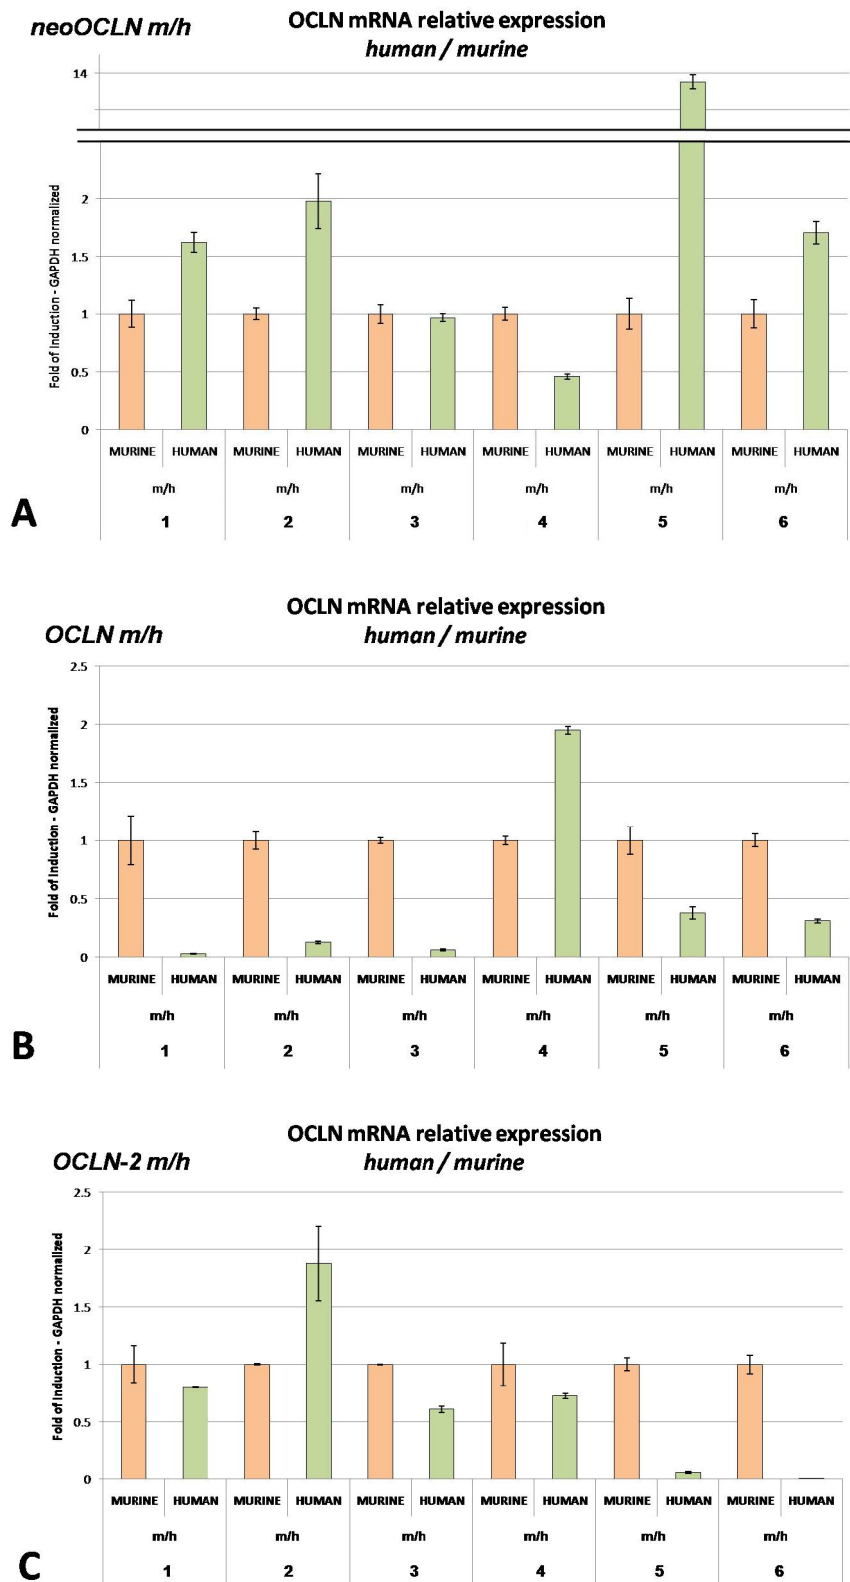 neoOCLN m/h
OCLN mRNA relative expression
human / murine
Fold of Induction - GAPDH normalized
14
2
1.5
1
0.5
0
MURINE HUMAN MURINE HUMAN MURINE HUMAN MURINE HUMAN MURINE HUMAN MURINE HUMAN
m/h m/h m/h m/h m/h m/h
1 2 3 4 5 6
A
OCLN m/h
OCLN mRNA relative expression
human / murine
Fold of Induction - GAPDH normalized
2.5
2
1.5
1
0.5
0
MURINE HUMAN MURINE HUMAN MURINE HUMAN MURINE HUMAN MURINE HUMAN MURINE HUMAN
m/h m/h m/h m/h m/h m/h
1 2 3 4 5 6
B
OCLN-2 m/h
OCLN mRNA relative expression
human / murine
Fold of Induction - GAPDH normalized
2.5
2
1.5
1
0.5
0
MURINE HUMAN MURINE HUMAN MURINE HUMAN MURINE HUMAN MURINE HUMAN MURINE HUMAN
m/h m/h m/h m/h m/h m/h
1 2 3 4 5 6
C